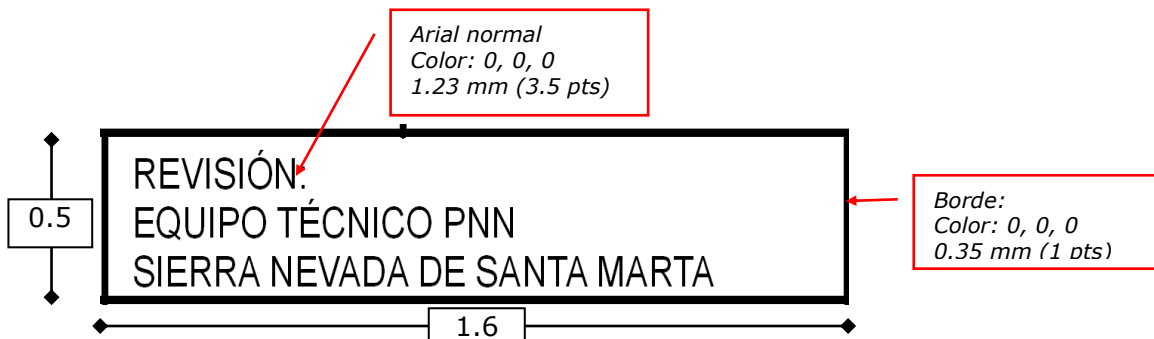 Arial normal
Color: 0, 0, 0
1.23 mm (3.5 pts)
REVISIÓN.
EQUIPO TÉCNICO PNN
SIERRA NEVADA DE SANTA MARTA
0.5
Borde:
Color: 0, 0, 0
0.35 mm (1 pts)
1.6